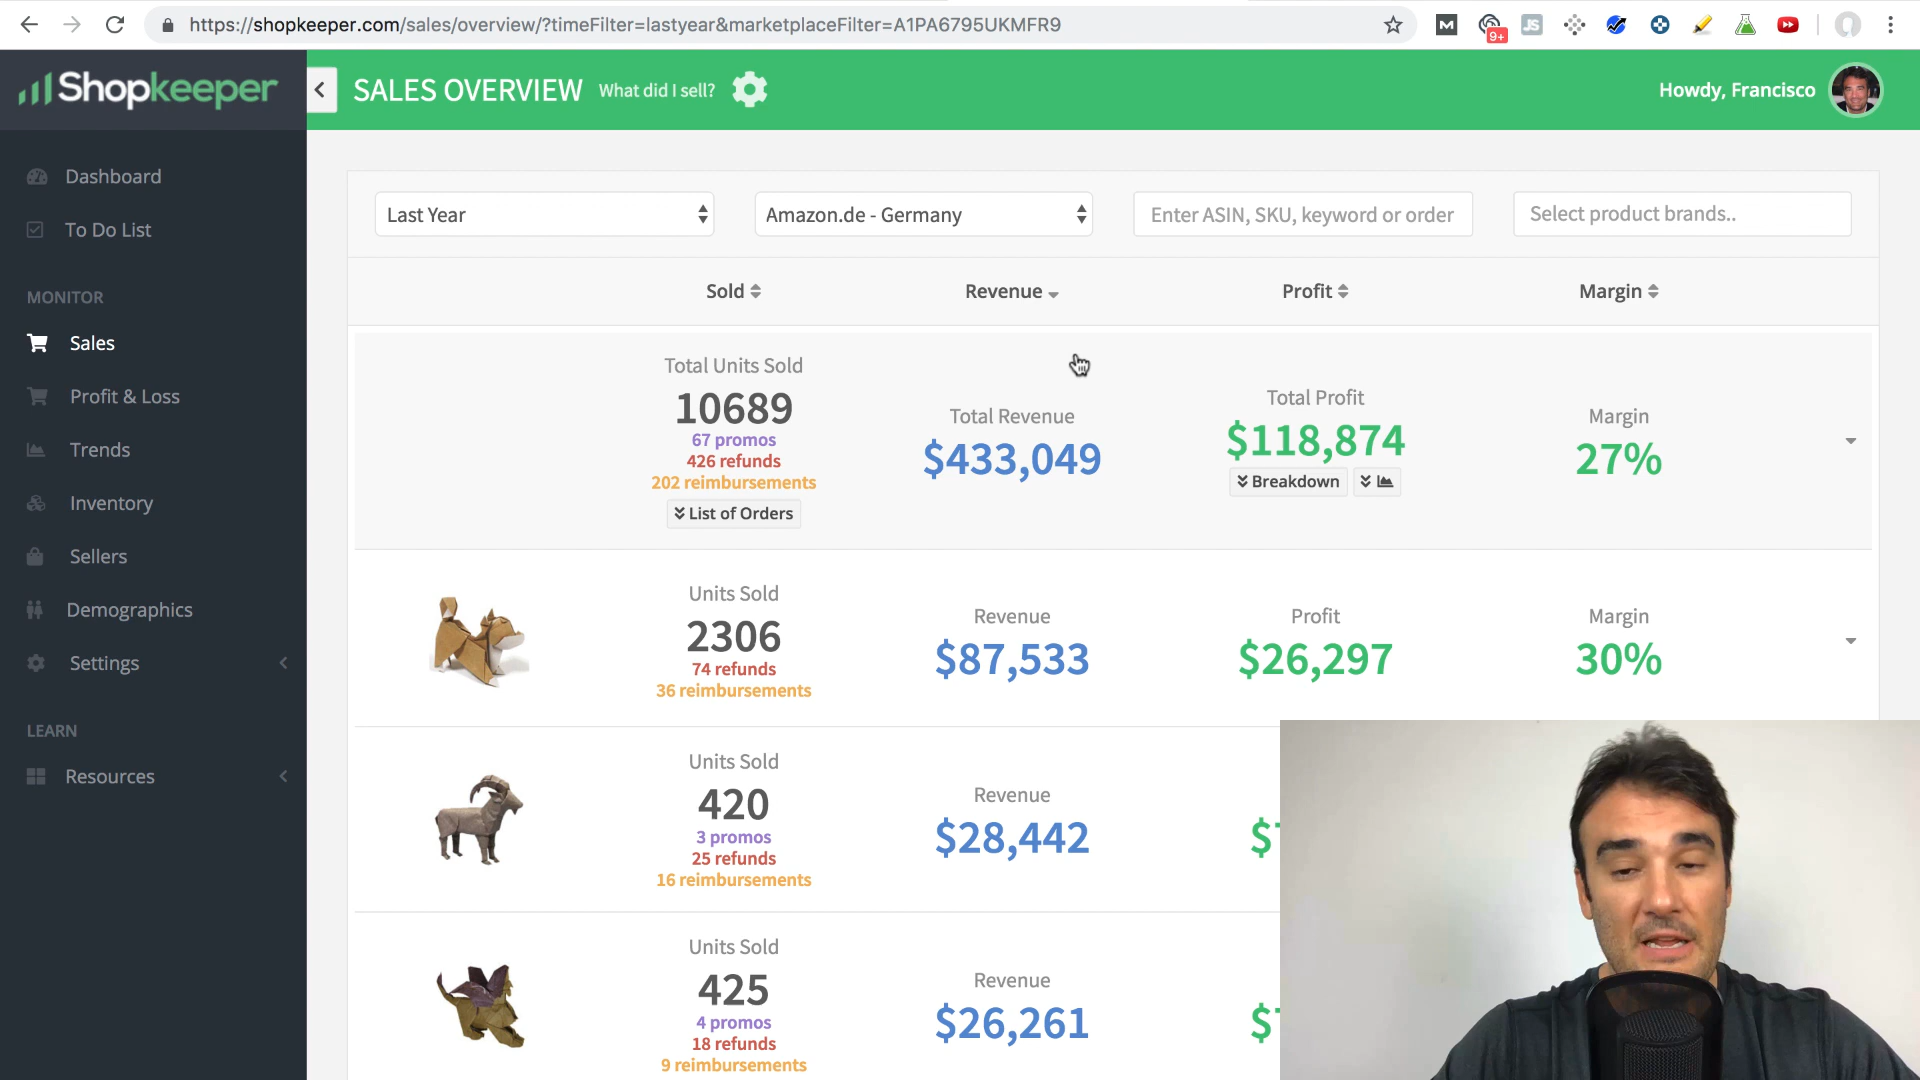 https://shopkeeper.com/sales/overview/?timeFilter=lastyear&marketplaceFilter=A1PA6795UKMFR9
M
9+
JS
Shopkeeper
SALES OVERVIEW What did I sell?
Howdy, Francisco
Dashboard
To Do List
MONITOR
Sales
Profit & Loss
Trends
Inventory
Sellers
Demographics
Settings
LEARN
Resources
Last Year
Amazon.de - Germany
Enter ASIN, SKU, keyword or order
Select product brands..
Sold
Revenue
Profit
Margin
Total Units Sold
10689
67 promos
426 refunds
202 reimbursements
List of Orders
Total Revenue
$433,049
Total Profit
$118,874
Breakdown
Margin
27%
Units Sold
2306
74 refunds
36 reimbursements
Revenue
$87,533
Profit
$26,297
Margin
30%
Units Sold
420
3 promos
25 refunds
16 reimbursements
Revenue
$28,442
$
Units Sold
425
4 promos
18 refunds
9 reimbursements
Revenue
$26,261
$